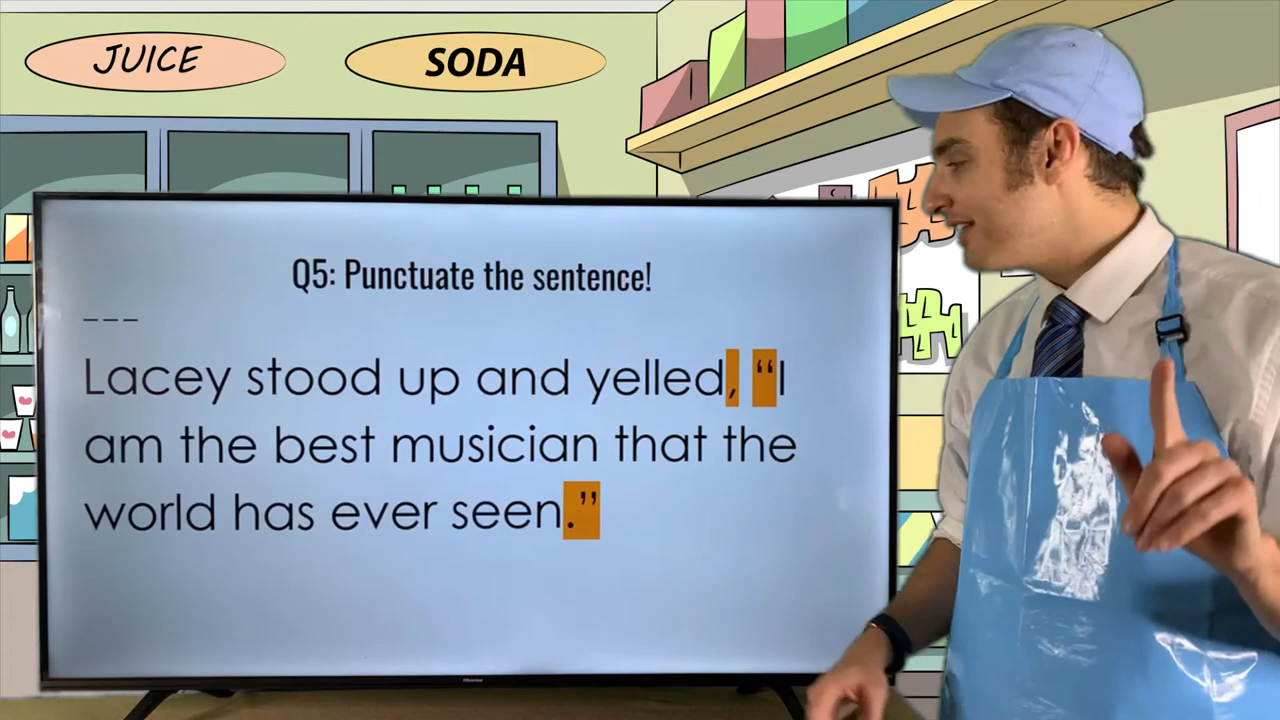 JUICE
SODA
Q5: Punctuate the sentence!
Lacey stood up and yelled, “I
am the best musician that the
world has ever seen.”
Hisense